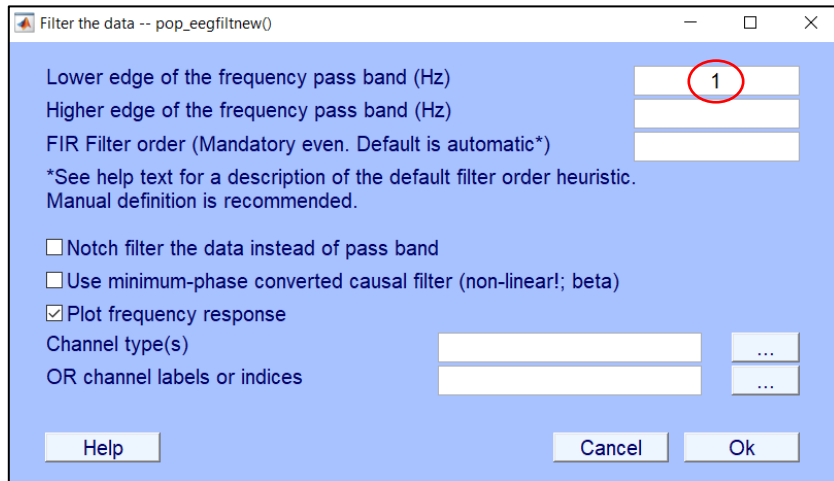 Filter the data -- pop_eegfiltnew()
Lower edge of the frequency pass band (Hz) 1
Higher edge of the frequency pass band (Hz)
FIR Filter order (Mandatory even. Default is automatic*)
*See help text for a description of the default filter order heuristic.
Manual definition is recommended.
Notch filter the data instead of pass band
Use minimum-phase converted causal filter (non-linear!; beta)
Plot frequency response
Channel type(s) ...
OR channel labels or indices ...
Help Cancel Ok